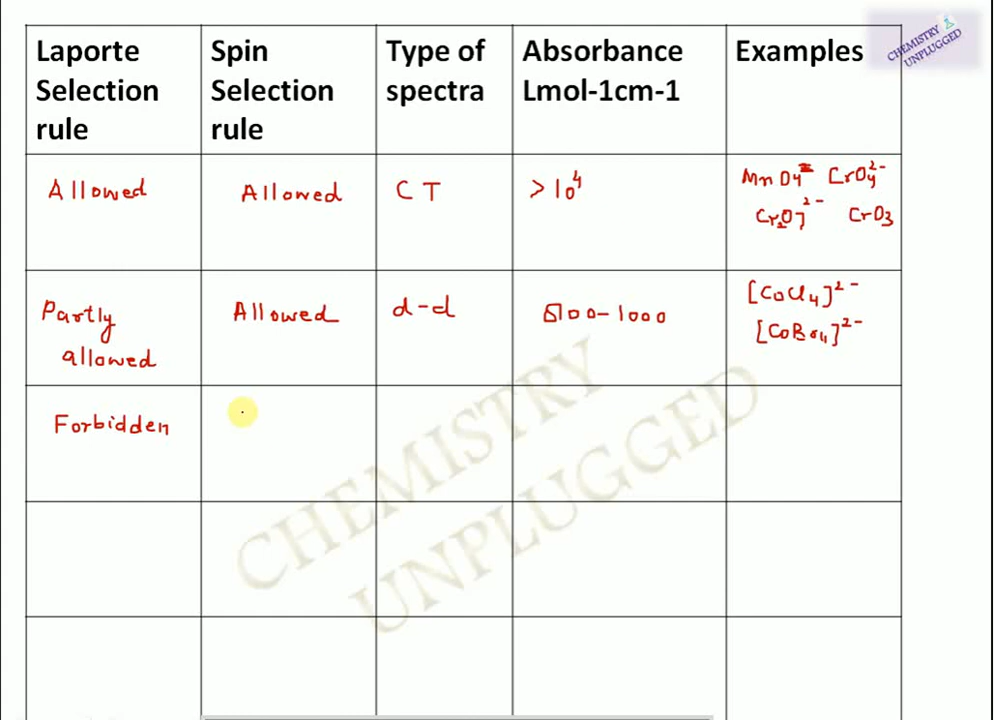 Laporte Selection rule
Spin Selection rule
Type of spectra
Absorbance Lmol-1cm-1
Examples
CHEMISTRY UNPLUGGED
Allowed
Allowed
CT
>10⁴
MnO4⁻ CrO4²⁻
Cr2O7²⁻ CrO3
Partly allowed
Allowed
d-d
500-1000
[CoCl4]²⁻
[CoBr4]²⁻
Forbidden
CHEMISTRY
UNPLUGGED